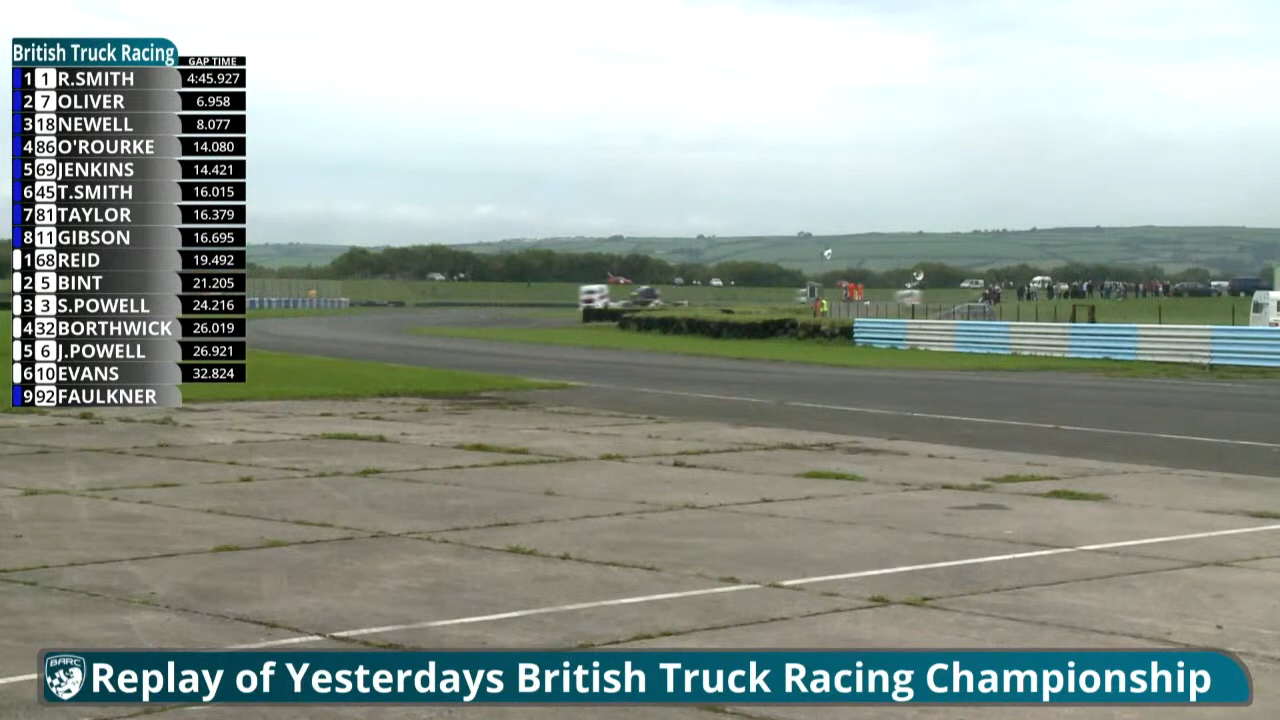 British Truck Racing
GAP TIME
1 1 R.SMITH 4:45.927
2 7 OLIVER 6.958
3 18 NEWELL 8.077
4 86 O'ROURKE 14.080
5 69 JENKINS 14.421
6 45 T.SMITH 16.015
7 81 TAYLOR 16.379
8 11 GIBSON 16.695
1 68 REID 19.492
2 5 BINT 21.205
3 3 S.POWELL 24.216
4 32 BORTHWICK 26.019
5 6 J.POWELL 26.921
6 10 EVANS 32.824
9 92 FAULKNER
BARC
Replay of Yesterdays British Truck Racing Championship